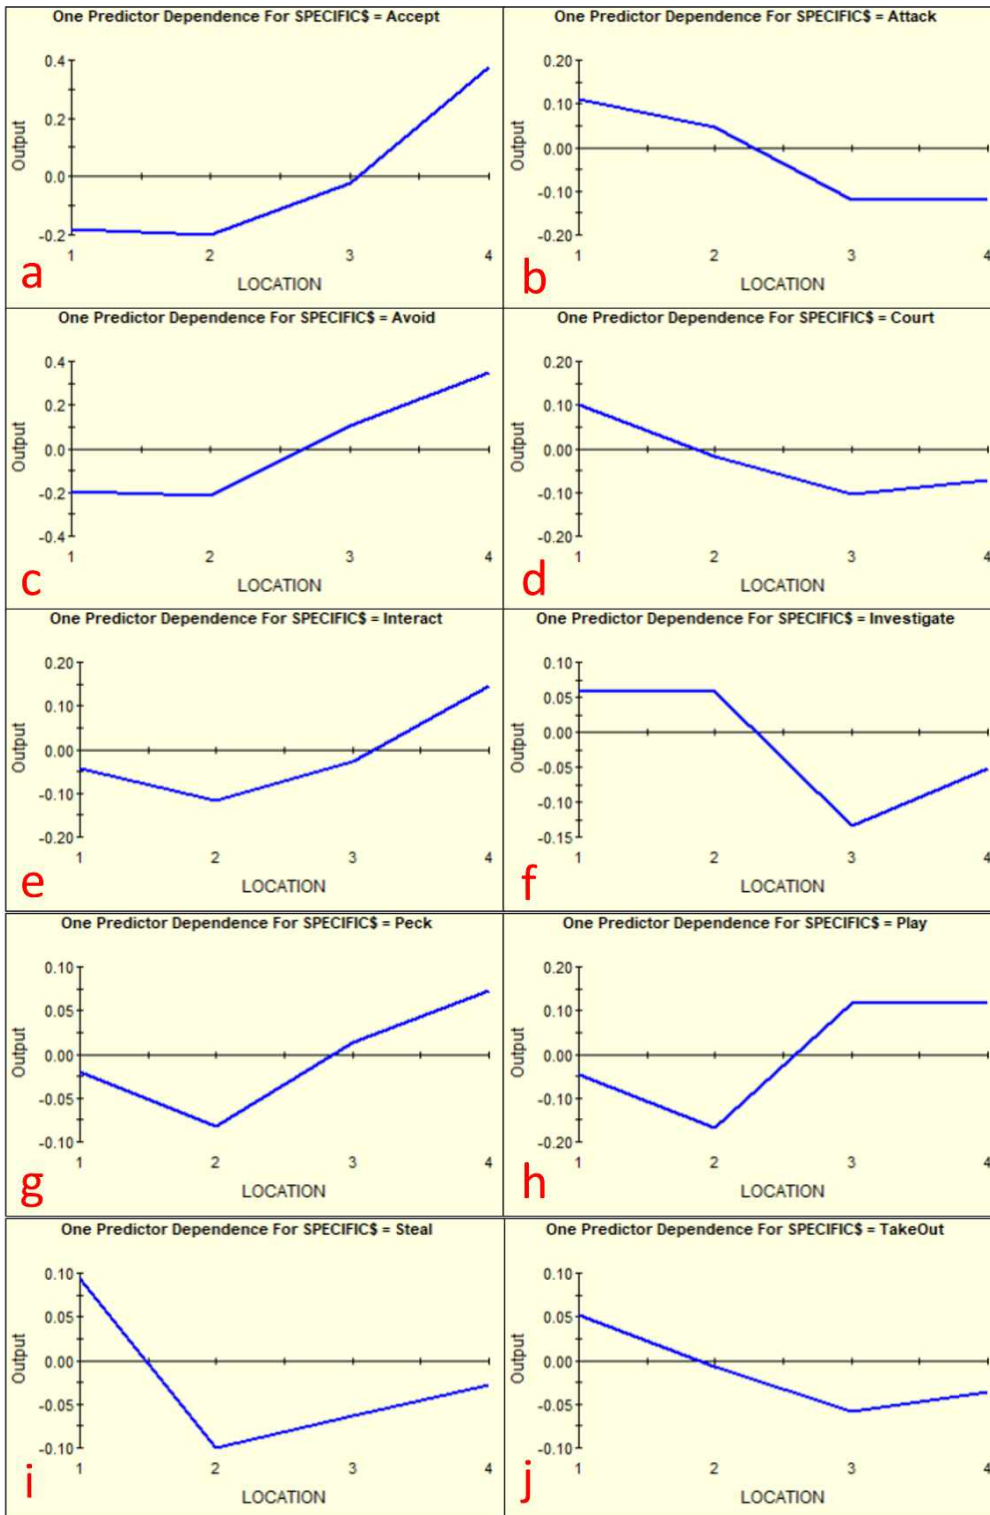 One Predictor Dependence For SPECIFIC$ = Accept
0.4
0.2
0.0
-0.2
Output
1 2 3 4
LOCATION
a
One Predictor Dependence For SPECIFIC$ = Attack
0.20
0.10
0.00
-0.10
-0.20
Output
1 2 3 4
LOCATION
b
One Predictor Dependence For SPECIFIC$ = Avoid
0.4
0.2
0.0
-0.2
-0.4
Output
1 2 3 4
LOCATION
c
One Predictor Dependence For SPECIFIC$ = Court
0.20
0.10
0.00
-0.10
-0.20
Output
1 2 3 4
LOCATION
d
One Predictor Dependence For SPECIFIC$ = Interact
0.20
0.10
0.00
-0.10
-0.20
Output
1 2 3 4
LOCATION
e
One Predictor Dependence For SPECIFIC$ = Investigate
0.10
0.05
0.00
-0.05
-0.10
-0.15
Output
1 2 3 4
LOCATION
f
One Predictor Dependence For SPECIFIC$ = Peck
0.10
0.05
0.00
-0.05
-0.10
Output
1 2 3 4
LOCATION
g
One Predictor Dependence For SPECIFIC$ = Play
0.20
0.10
0.00
-0.10
-0.20
Output
1 2 3 4
LOCATION
h
One Predictor Dependence For SPECIFIC$ = Steal
0.10
0.05
0.00
-0.05
-0.10
Output
1 2 3 4
LOCATION
i
One Predictor Dependence For SPECIFIC$ = TakeOut
0.10
0.05
0.00
-0.05
-0.10
Output
1 2 3 4
LOCATION
j